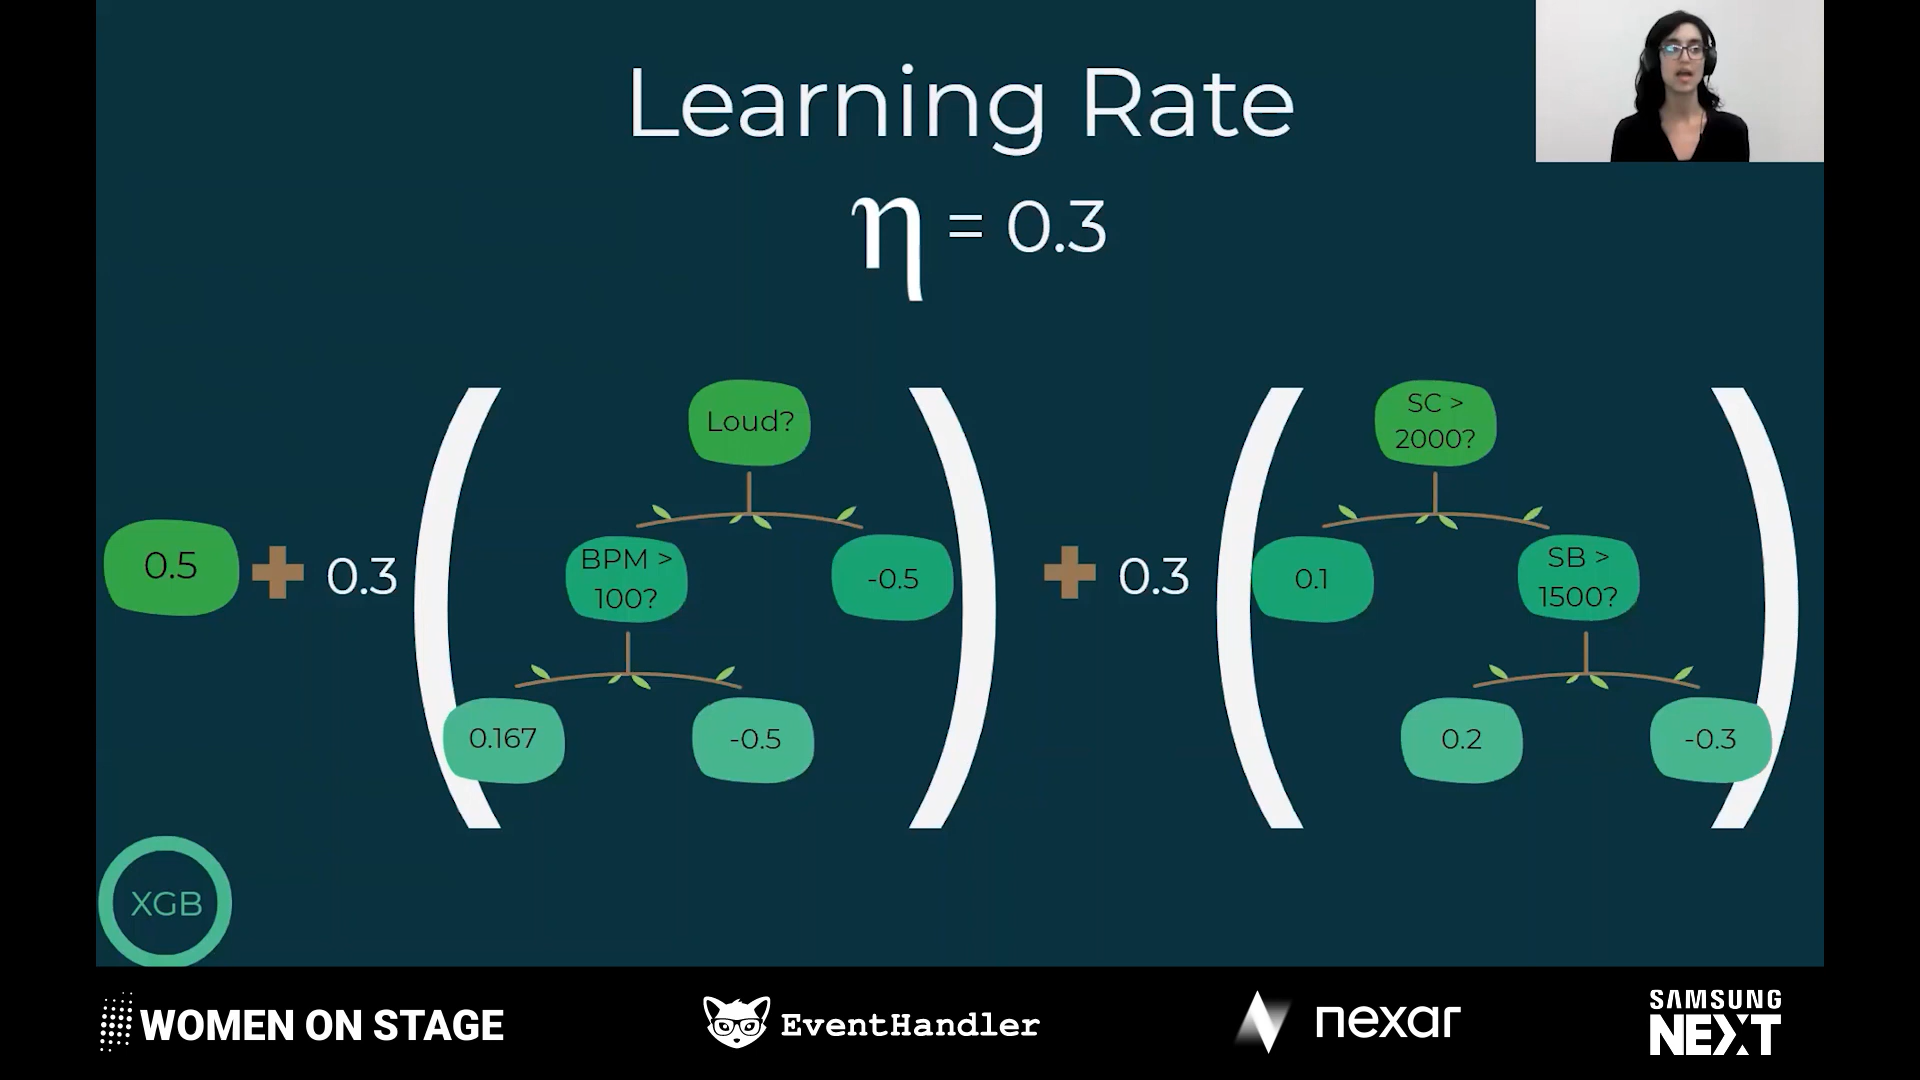 Learning Rate
η = 0.3
Loud?
SC >
2000?
0.5
0.3
BPM >
100?
-0.5
0.3
0.1
SB >
1500?
0.167
-0.5
0.2
-0.3
XGB
WOMEN ON STAGE
EventHandler
nexar
SAMSUNG
NEXT